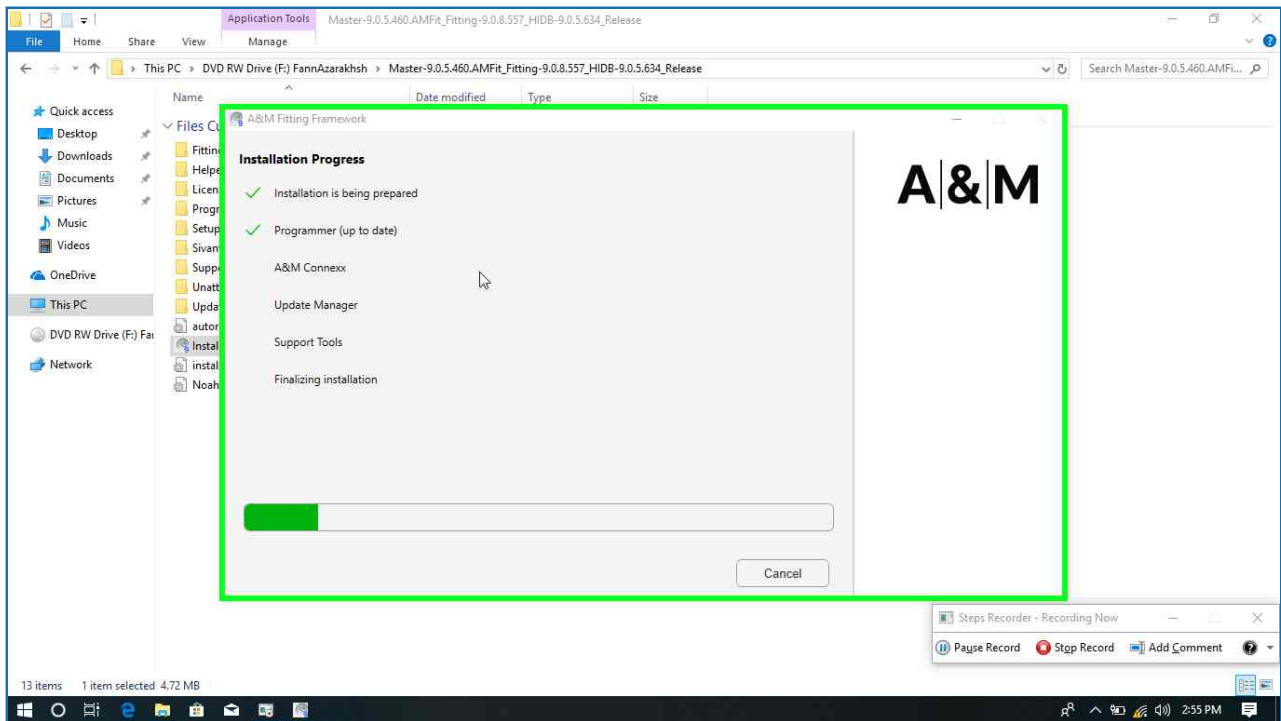 Application Tools
Master-9.0.5.460.AMFit_Fitting-9.0.8.557_HIDB-9.0.5.634_Release
File
Home
Share
View
Manage
This PC > DVD RW Drive (F:) FannAzarakhsh > Master-9.0.5.460.AMFit_Fitting-9.0.8.557_HIDB-9.0.5.634_Release
Search Master-9.0.5.460.AMFi...
Name
Date modified
Type
Size
Quick access
Desktop
Downloads
Documents
Pictures
Music
Videos
OneDrive
This PC
DVD RW Drive (F:) Fai
Network
Files Cu
Fittin
Helpe
Licen
Progr
Setup
Sivan
Suppo
Unatt
Upda
autor
Instal
instal
Noah
A&M Fitting Framework
Installation Progress
Installation is being prepared
Programmer (up to date)
A&M Connexx
Update Manager
Support Tools
Finalizing installation
Cancel
A|&|M
Steps Recorder - Recording Now
Pause Record
Stop Record
Add Comment
13 items
1 item selected 4.72 MB
2:55 PM